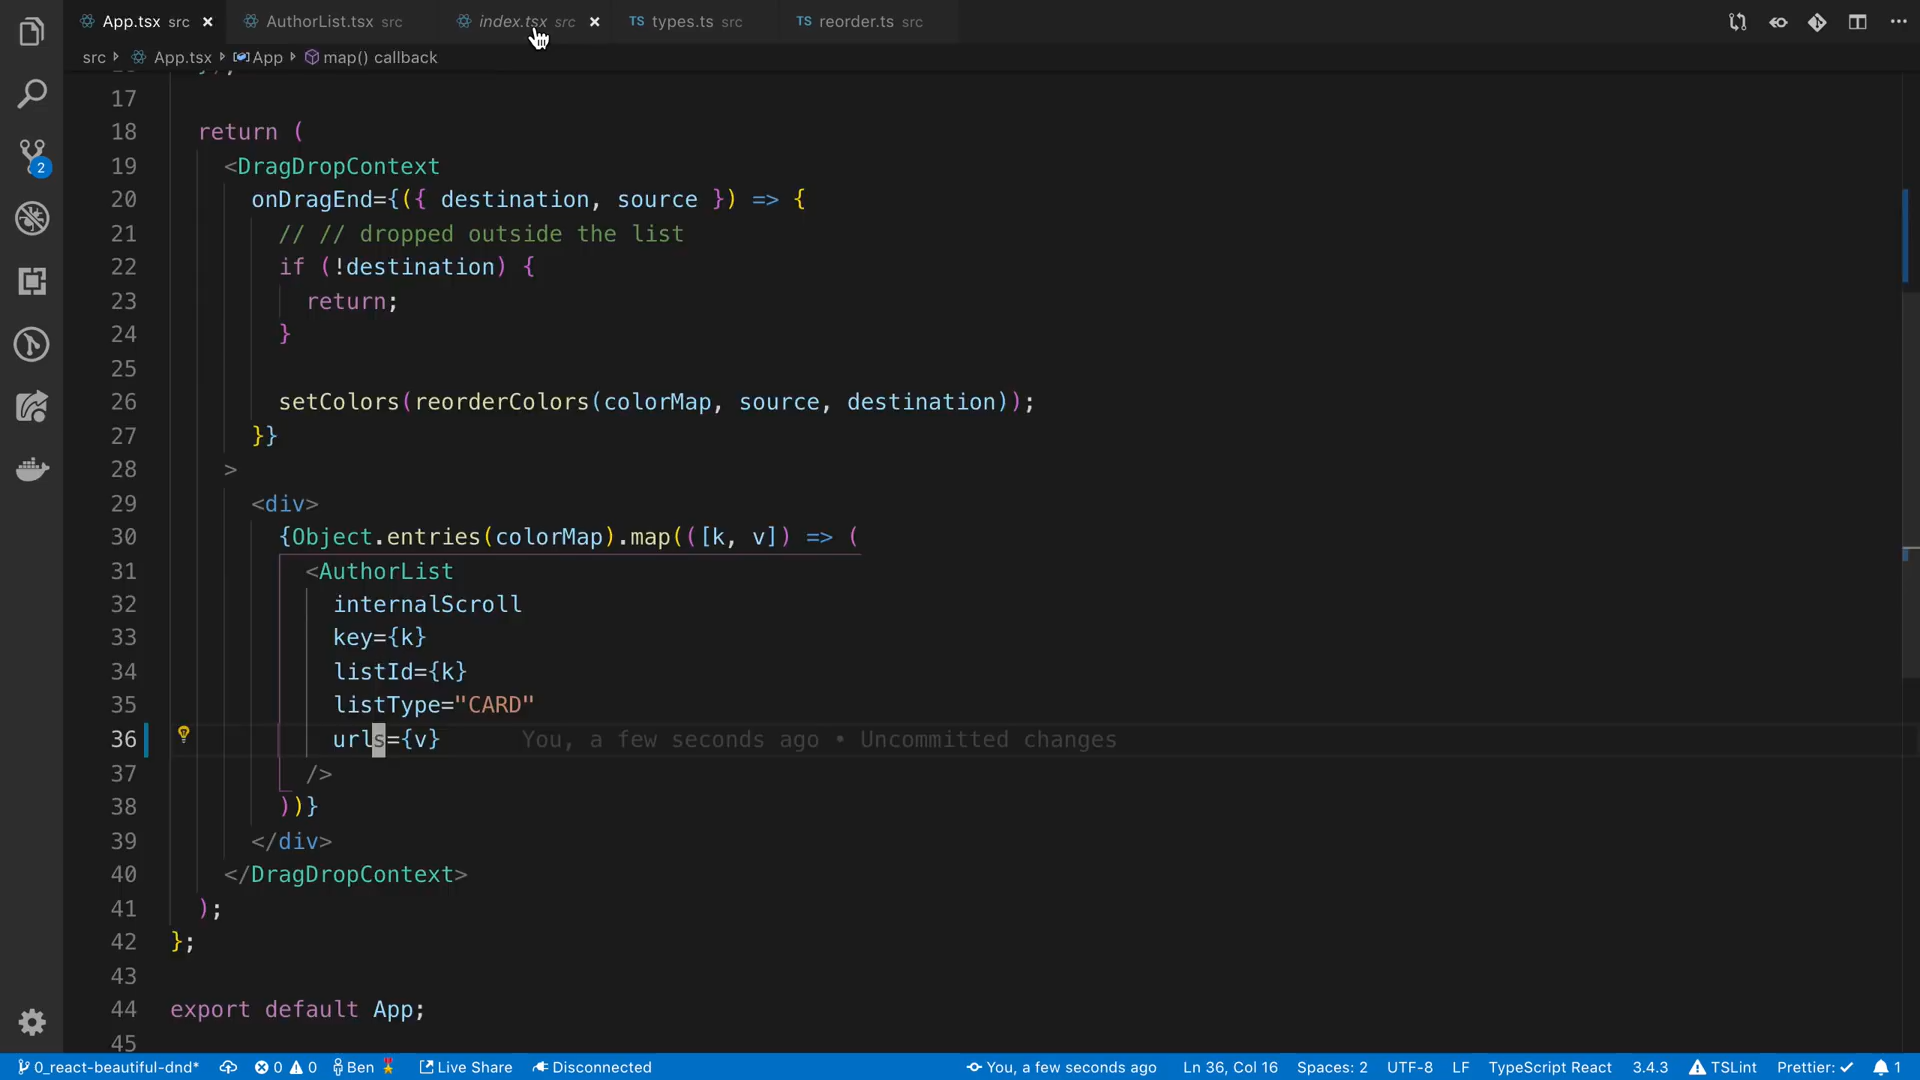 App.tsx src × AuthorList.tsx src index.tsx src × TS types.ts src TS reorder.ts src
src App.tsx App map() callback
17
18 return (
19 <DragDropContext
20 onDragEnd={({ destination, source }) => {
21 // // dropped outside the list
22 if (!destination) {
23 return;
24 }
25
26 setColors(reorderColors(colorMap, source, destination));
27 }}
28 >
29 <div>
30 {Object.entries(colorMap).map(([k, v]) => (
31 <AuthorList
32 internalScroll
33 key={k}
34 listId={k}
35 listType="CARD"
36 urls={v} You, a few seconds ago • Uncommitted changes
37 />
38 ))}
39 </div>
40 </DragDropContext>
41 );
42 };
43
44 export default App;
45
2
0_react-beautiful-dnd* 0 0 Ben Live Share Disconnected You, a few seconds ago Ln 36, Col 16 Spaces: 2 UTF-8 LF TypeScript React 3.4.3 TSLint Prettier: ✓ 1